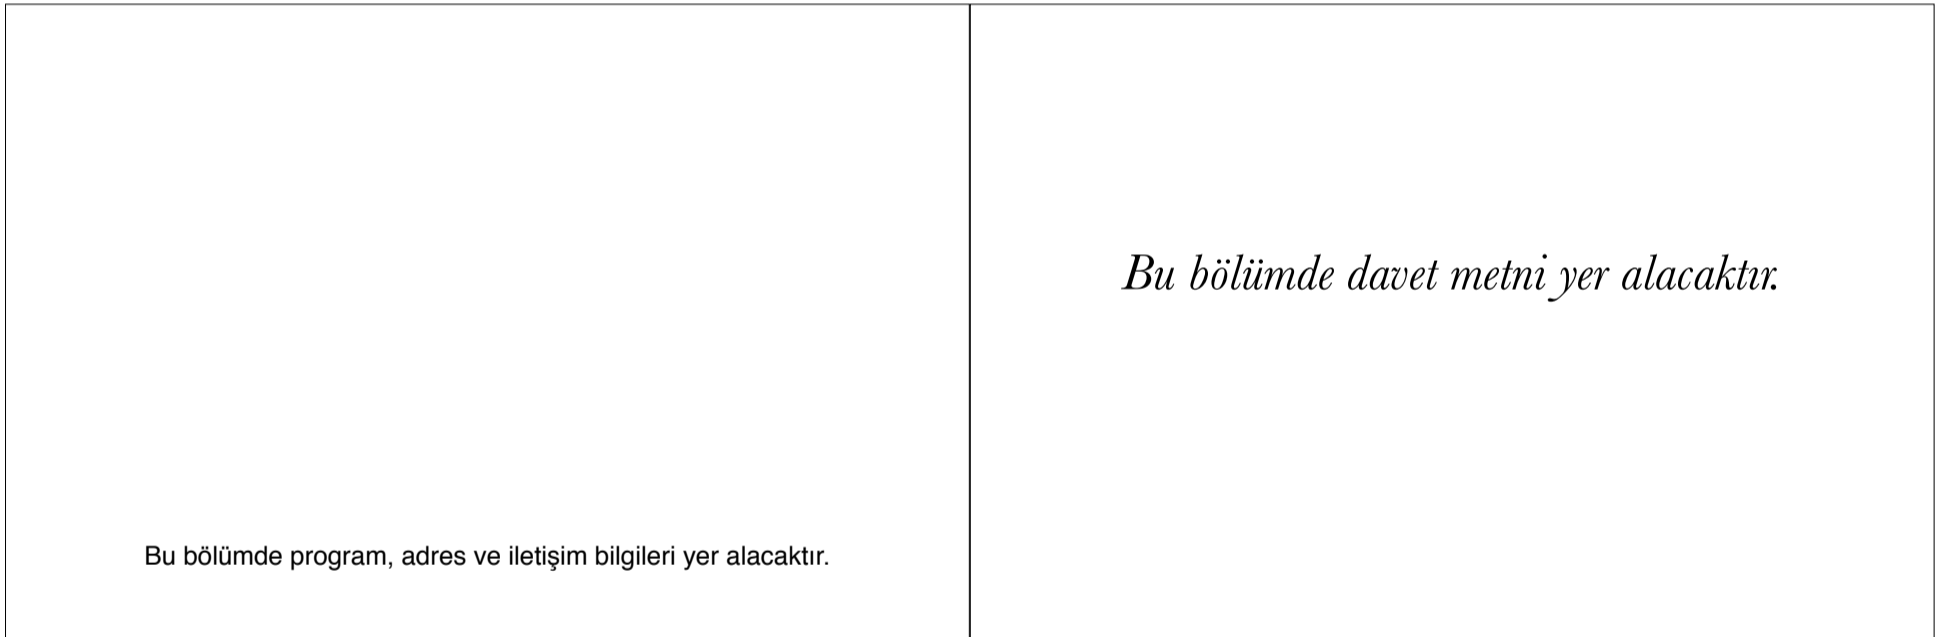 Bu bölümde program, adres ve iletişim bilgileri yer alacaktır.
Bu bölümde davet metni yer alacaktır.